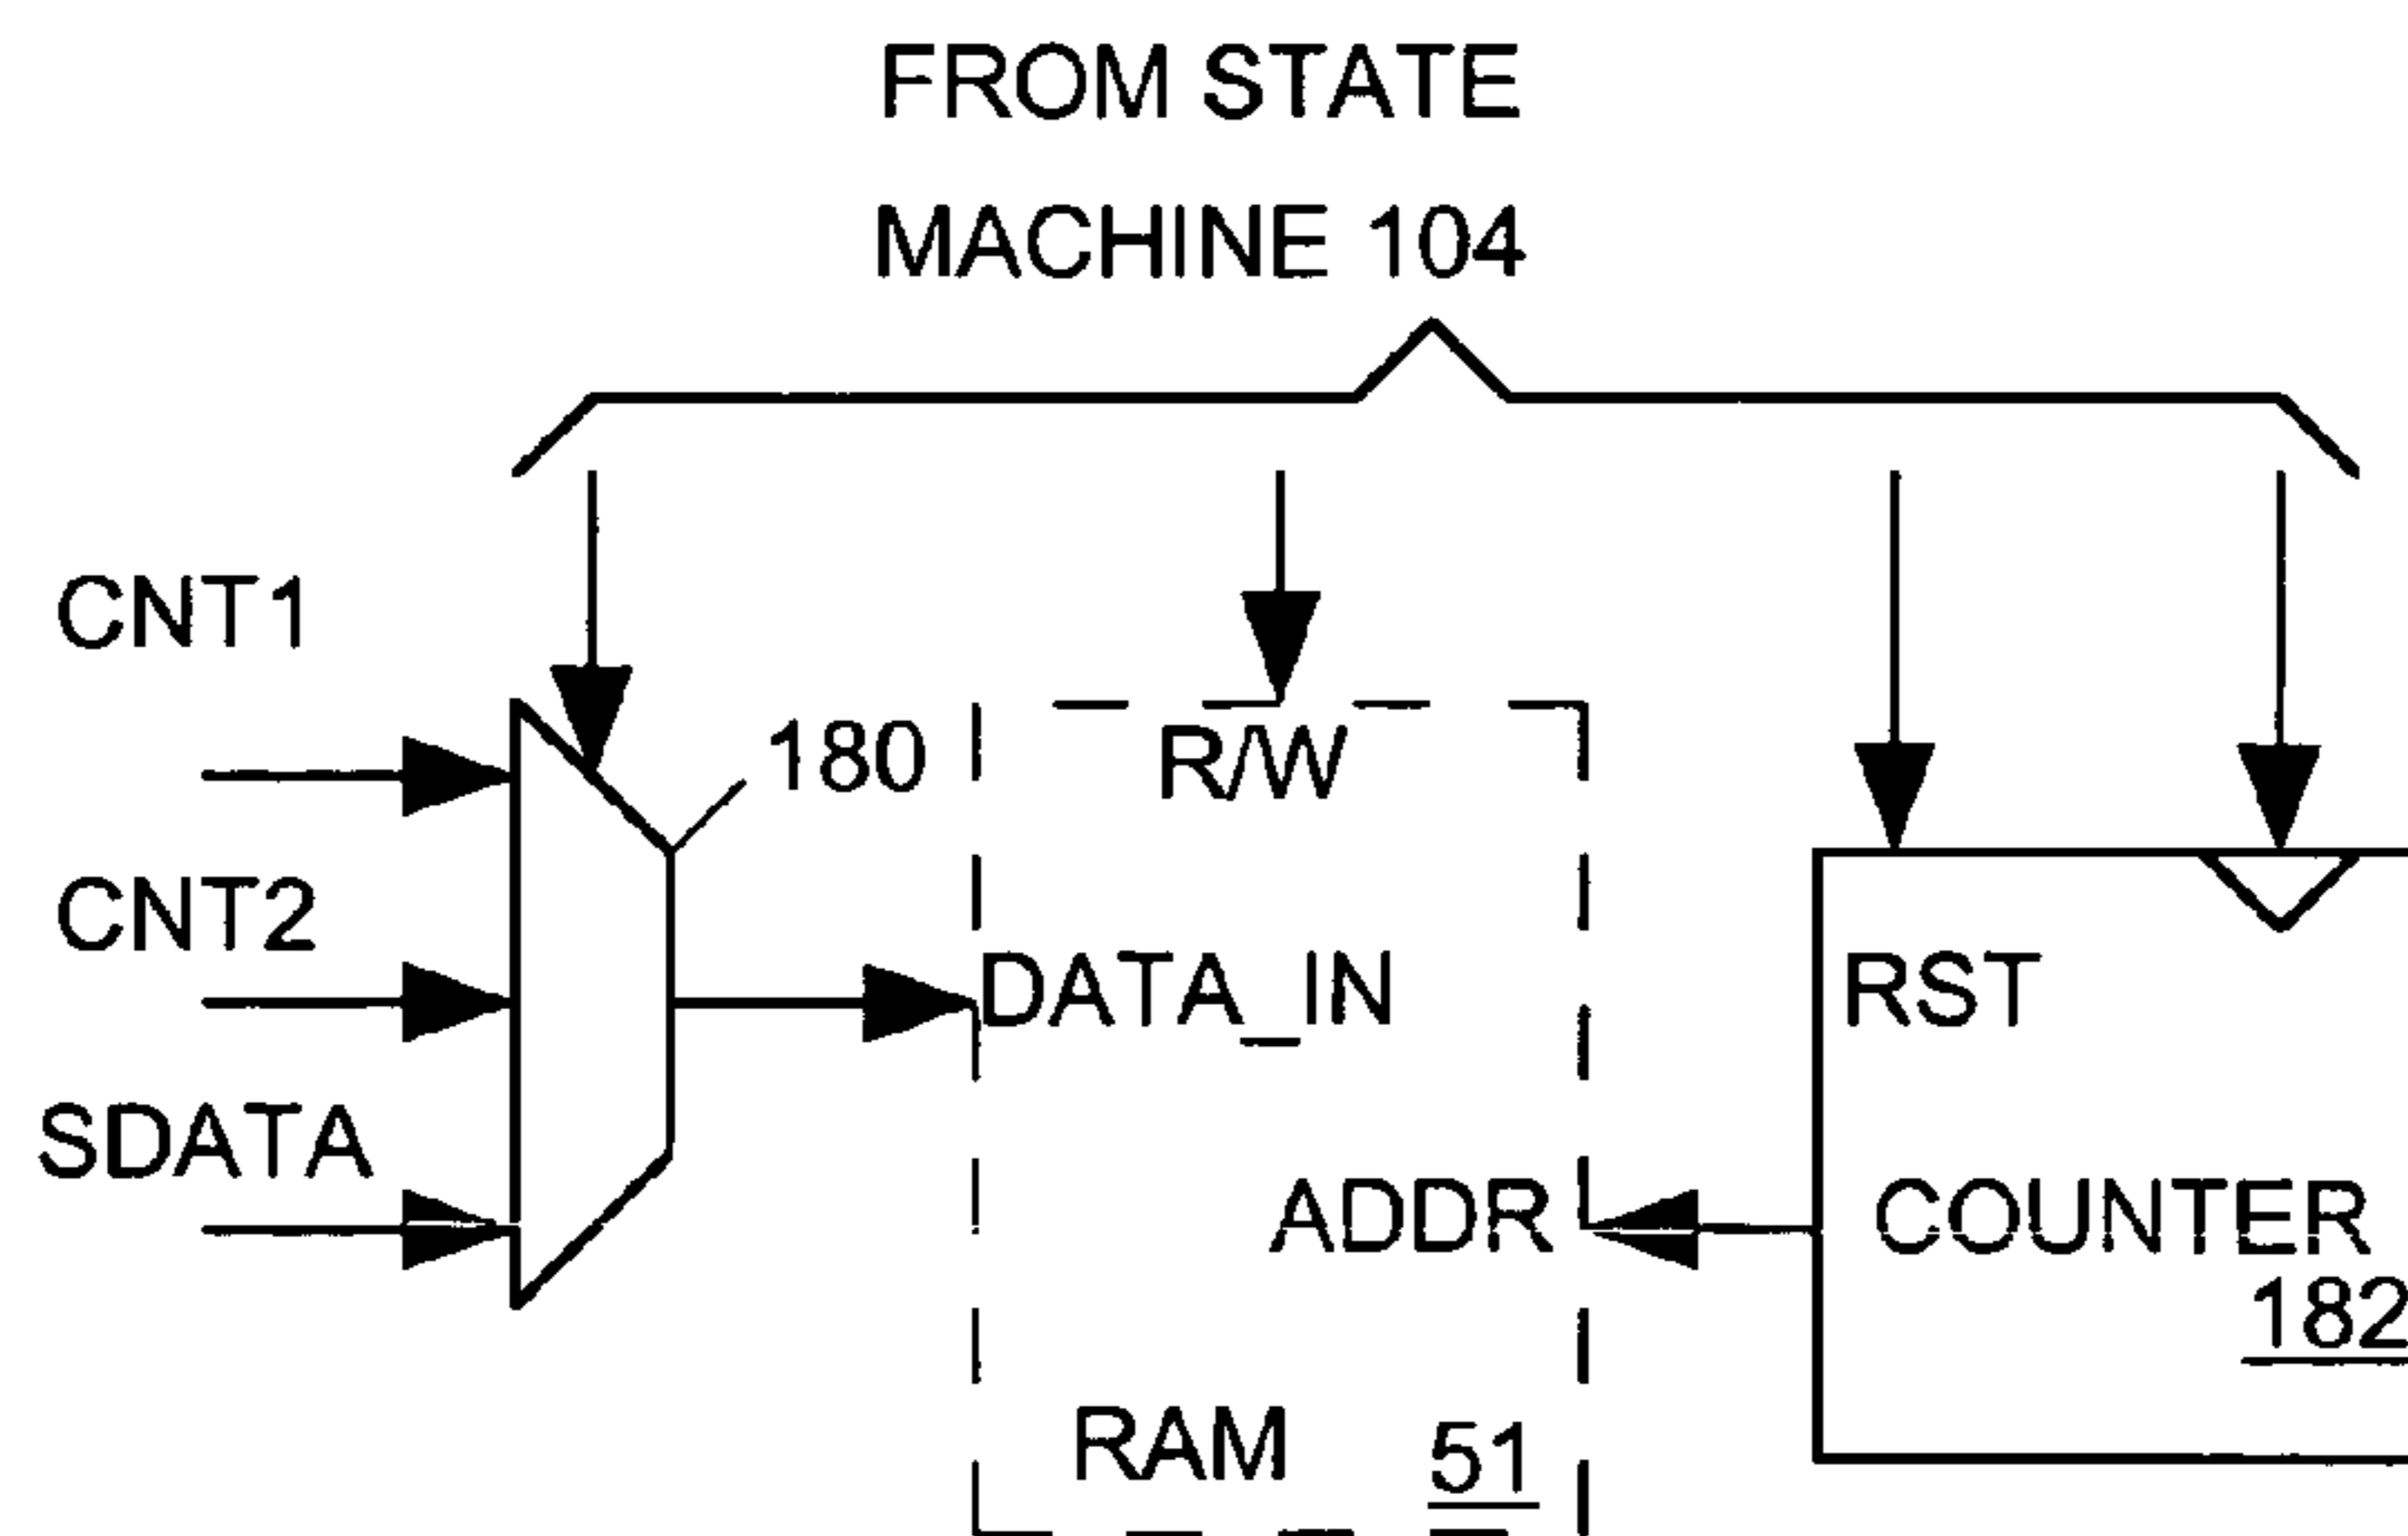 FROM STATE
MACHINE 104
CNT1
180
R/W
CNT2
DATA_IN
RST
SDATA
ADDR
COUNTER
182
RAM 51